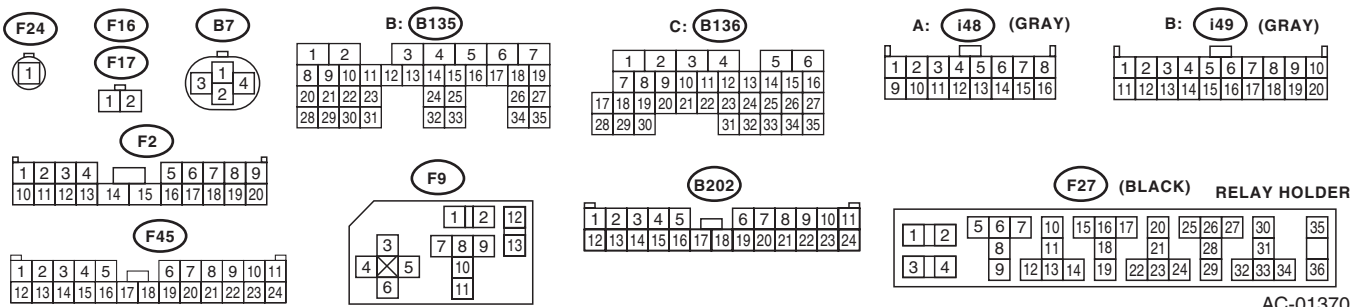 F24
F16
B7
B: B135
C: B136
A: i48 (GRAY)
B: i49 (GRAY)
F17
1
1 2
1
3 4
2
1 2 3 4 5 6 7
8 9 10 11 12 13 14 15 16 17 18 19
20 21 22 23 24 25 26 27
28 29 30 31 32 33 34 35
1 2 3 4 5 6
7 8 9 10 11 12 13 14 15 16
17 18 19 20 21 22 23 24 25 26 27
28 29 30 31 32 33 34 35
1 2 3 4 5 6 7 8
9 10 11 12 13 14 15 16
1 2 3 4 5 6 7 8 9 10
11 12 13 14 15 16 17 18 19 20
F2
1 2 3 4 5 6 7 8 9
10 11 12 13 14 15 16 17 18 19 20
F45
1 2 3 4 5 6 7 8 9 10 11
12 13 14 15 16 17 18 19 20 21 22 23 24
F9
1 2 12
3 7 8 9 13
4 5 10
6 11
B202
1 2 3 4 5 6 7 8 9 10 11
12 13 14 15 16 17 18 19 20 21 22 23 24
F27 (BLACK) RELAY HOLDER
1 2 5 6 7 10 15 16 17 20 25 26 27 30 35
8 11 18 21 28 31
3 4 9 12 13 14 19 22 23 24 29 32 33 34 36
AC-01370